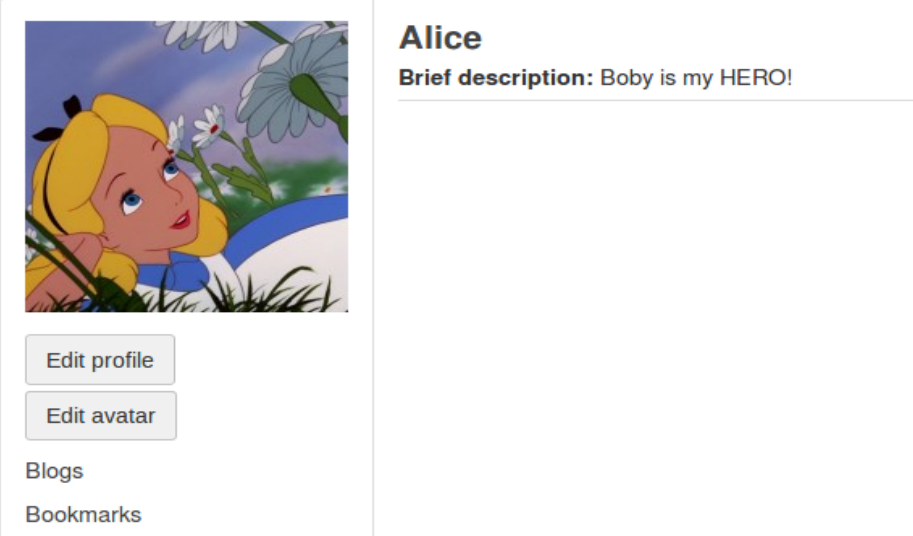 Alice
Brief description: Boby is my HERO!
Edit profile
Edit avatar
Blogs
Bookmarks